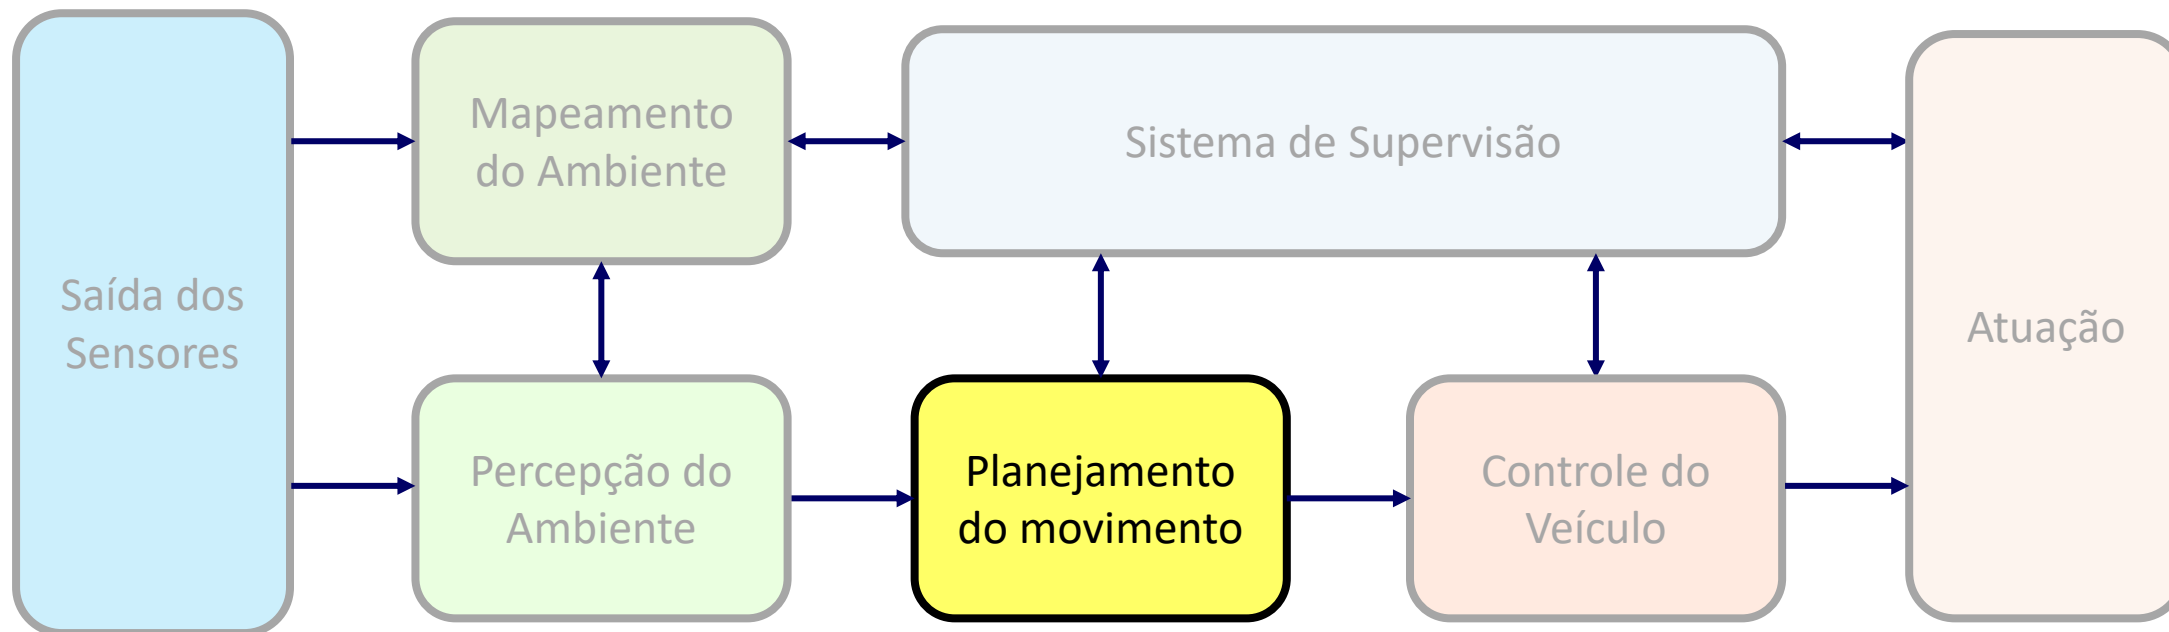 Saída dos
Sensores
Mapeamento
do Ambiente
Percepção do
Ambiente
Sistema de Supervisão
Planejamento
do movimento
Controle do
Veículo
Atuação